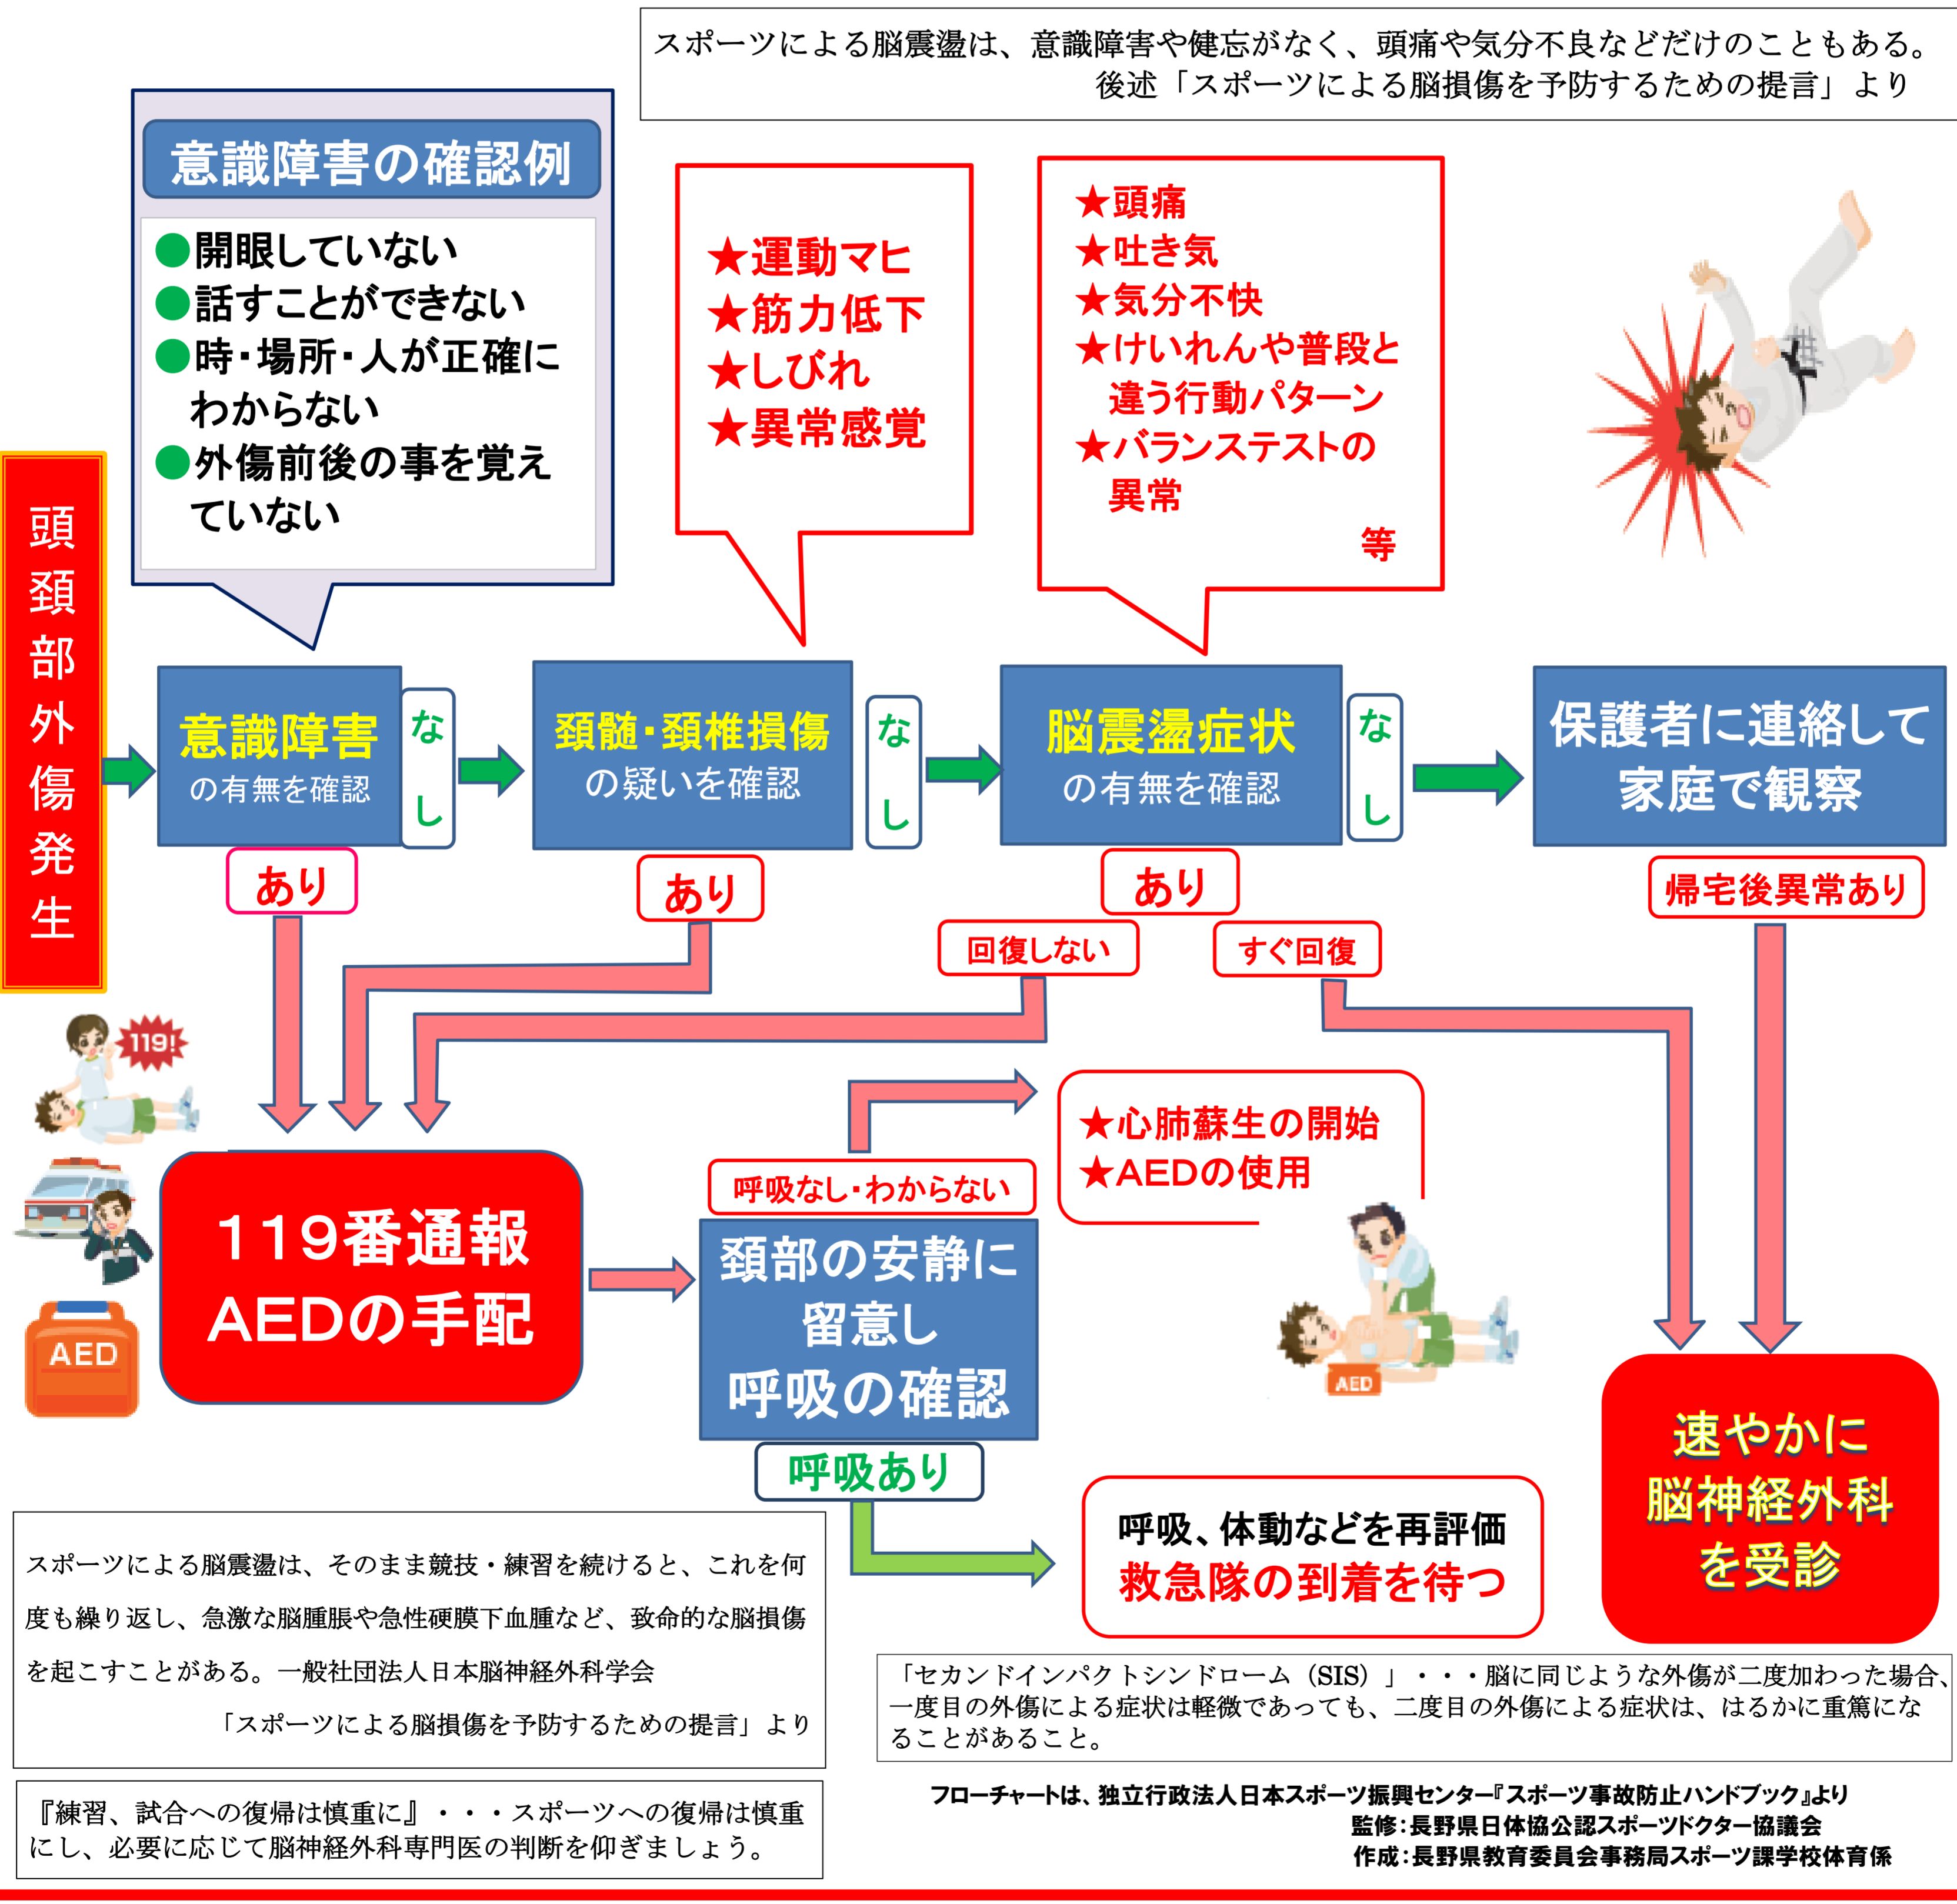 スポーツによる脳震盪は、意識障害や健忘がなく、頭痛や気分不良などだけのこともある。
後述「スポーツによる脳損傷を予防するための提言」より
意識障害の確認例
●開眼していない
●話すことができない
●時・場所・人が正確に
わからない
●外傷前後の事を覚え
ていない
★運動マヒ
★筋力低下
★しびれ
★異常感覚
★頭痛
★吐き気
★気分不快
★けいれんや普段と
違う行動パターン
★バランステストの
異常
等
頭頚部外傷発生
意識障害
の有無を確認
なし
あり
頚髄・頚椎損傷
の疑いを確認
なし
あり
脳震盪症状
の有無を確認
なし
あり
回復しない
すぐ回復
保護者に連絡して
家庭で観察
帰宅後異常あり
119!
AED
119番通報
AEDの手配
呼吸なし・わからない
頚部の安静に
留意し
呼吸の確認
呼吸あり
★心肺蘇生の開始
★AEDの使用
AED
呼吸、体動などを再評価
救急隊の到着を待つ
速やかに
脳神経外科
を受診
スポーツによる脳震盪は、そのまま競技・練習を続けると、これを何
度も繰り返し、急激な脳腫脹や急性硬膜下血腫など、致命的な脳損傷
を起こすことがある。一般社団法人日本脳神経外科学会
「スポーツによる脳損傷を予防するための提言」より
『練習、試合への復帰は慎重に』・・・スポーツへの復帰は慎重
にし、必要に応じて脳神経外科専門医の判断を仰ぎましょう。
「セカンドインパクトシンドローム（SIS）」・・・脳に同じような外傷が二度加わった場合、
一度目の外傷による症状は軽微であっても、二度目の外傷による症状は、はるかに重篤にな
ることがあること。
フローチャートは、独立行政法人日本スポーツ振興センター『スポーツ事故防止ハンドブック』より
監修：長野県日体協公認スポーツドクター協議会
作成：長野県教育委員会事務局スポーツ課学校体育係